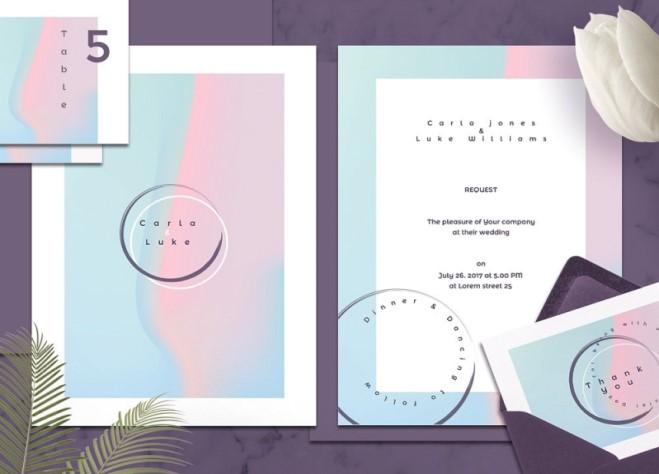 Table
5
Carla
&
Luke
Carla jones
&
Luke Williams
REQUEST
The pleasure of Your company
at their wedding
on
July 26. 2017 at 5.00 PM
at Lorem street 25
Dinner & Dancing to follow
Thank
You